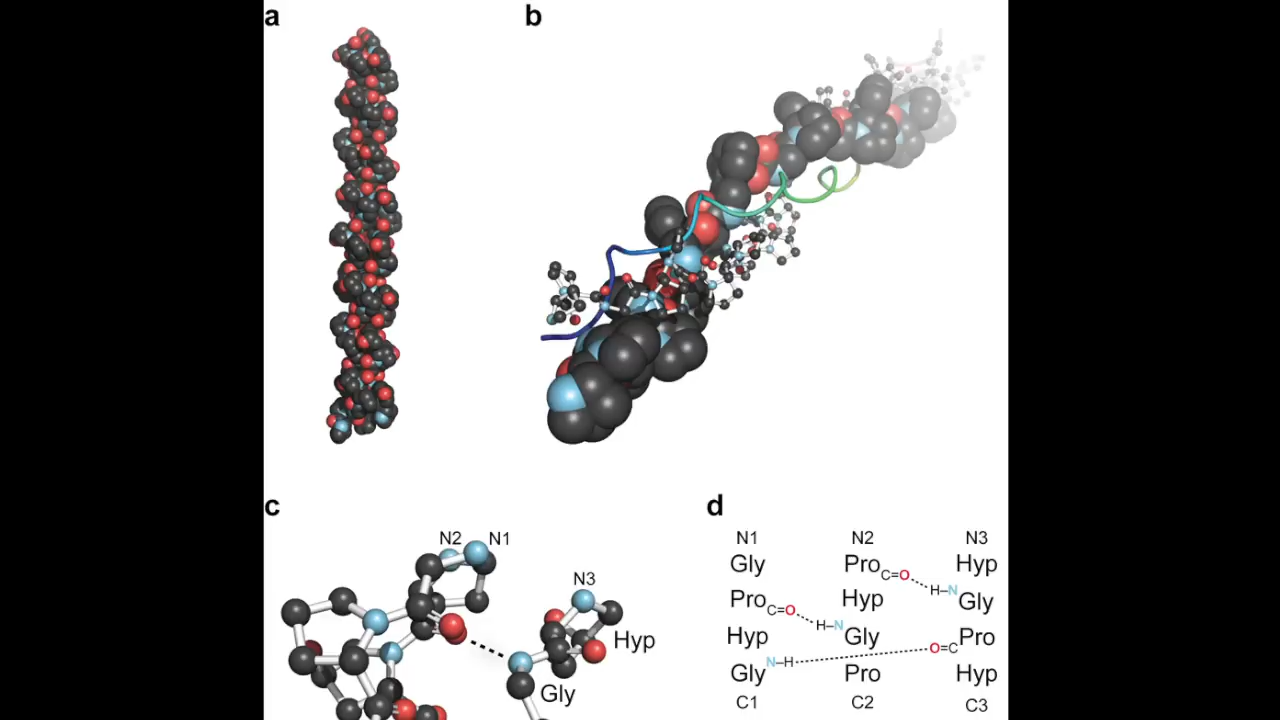 a
b
c
N2
N1
N3
Hyp
Gly
d
N1 N2 N3
Gly Pro C=O Hyp
H–N Gly
Pro C=O Hyp
H–N
Hyp Gly O=C Pro
N–H
Gly Pro Hyp
C1 C2 C3